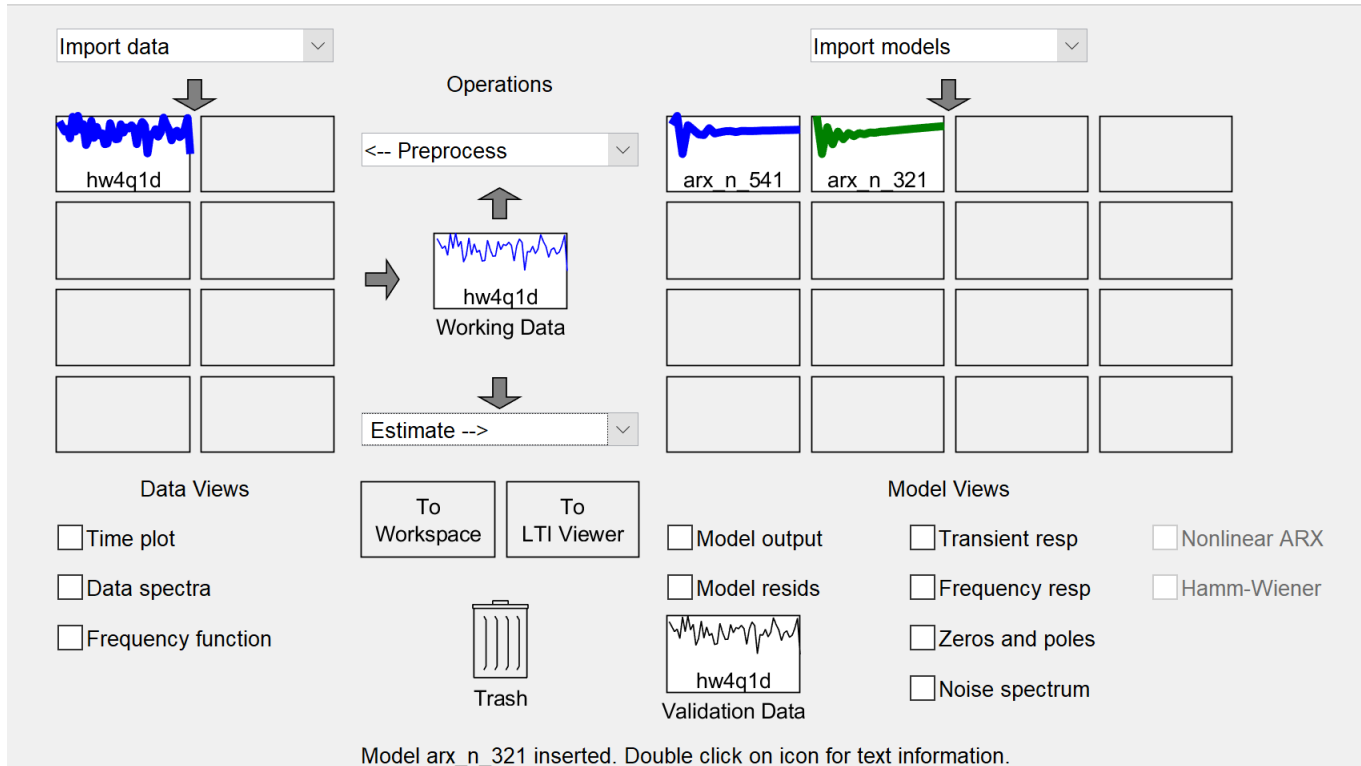 Import data
Import models
Operations
<-- Preprocess
hw4q1d
arx_n_541
arx_n_321
hw4q1d
Working Data
Estimate -->
Data Views
To
Workspace
To
LTI Viewer
Model Views
Time plot
Data spectra
Frequency function
Trash
Model output
Model resids
hw4q1d
Validation Data
Transient resp
Frequency resp
Zeros and poles
Noise spectrum
Nonlinear ARX
Hamm-Wiener
Model arx_n_321 inserted. Double click on icon for text information.